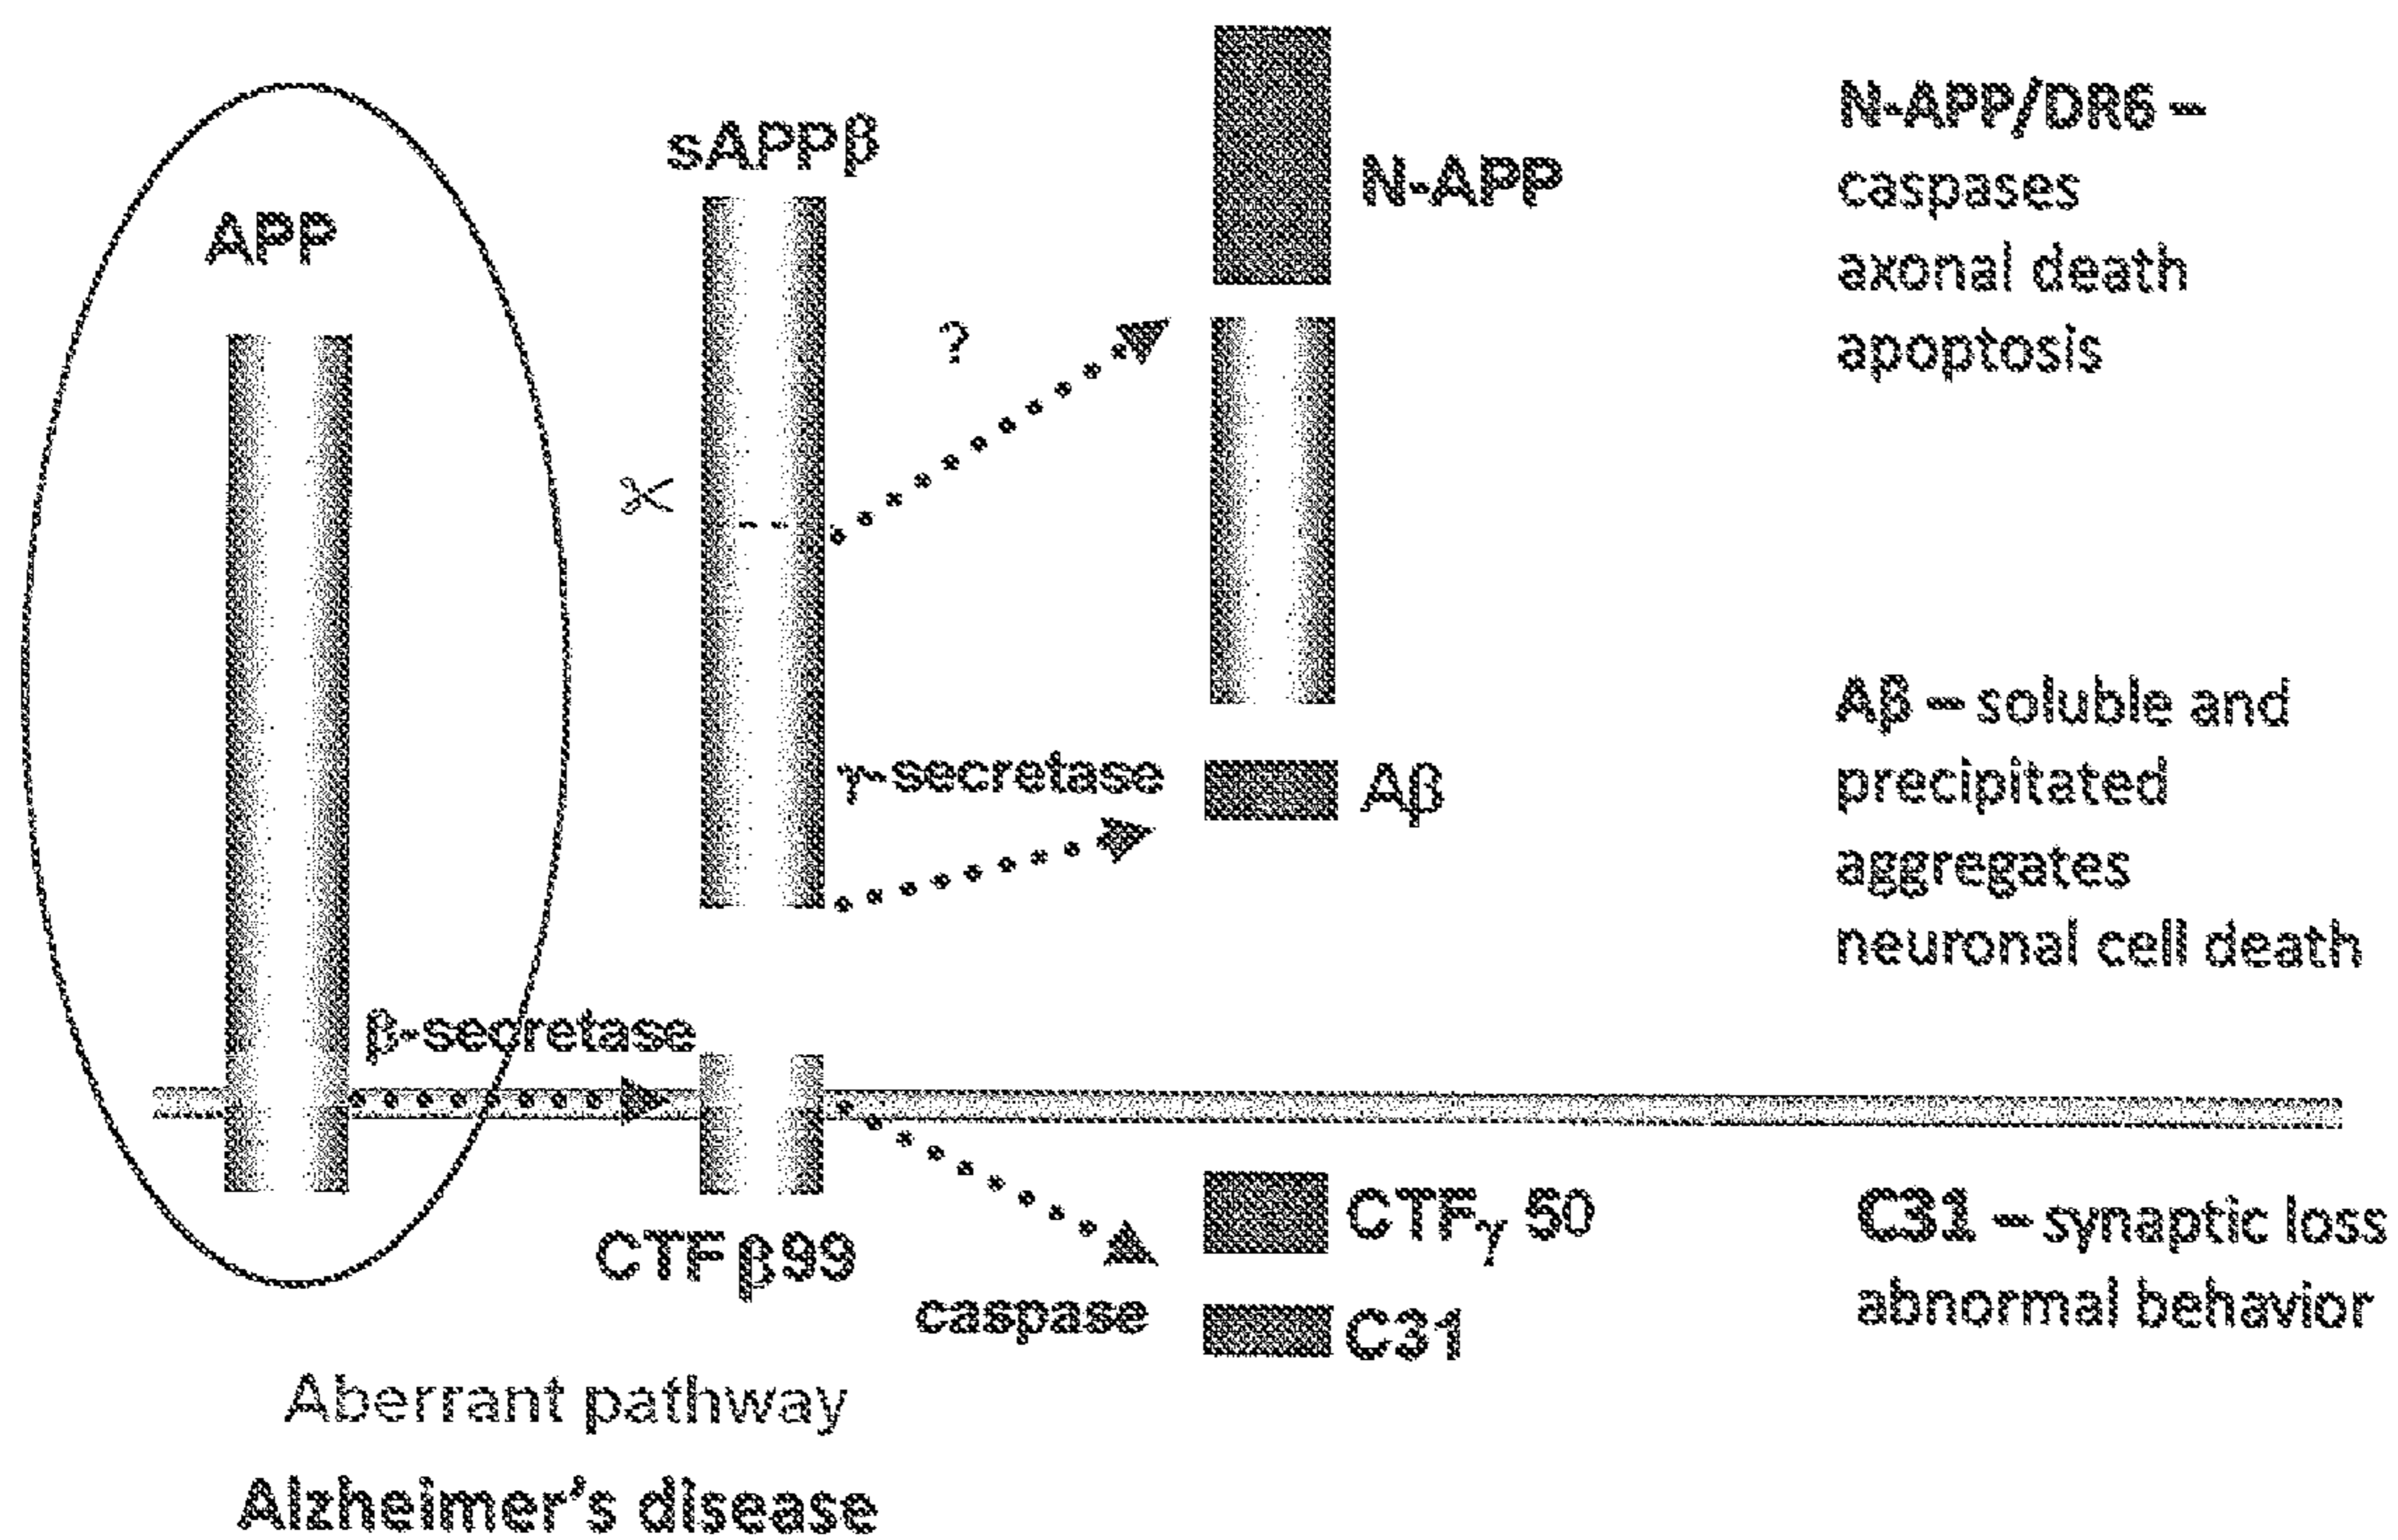 APP
sAPPβ
N-APP
N-APP/DR6 –
caspases
axonal death
apoptosis
?
γ-secretase
Aβ
Aβ – soluble and
precipitated
aggregates
neuronal cell death
β-secretase
CTFβ99
caspase
CTFγ 50
C31
C31 – synaptic loss
abnormal behavior
Aberrant pathway
Alzheimer's disease